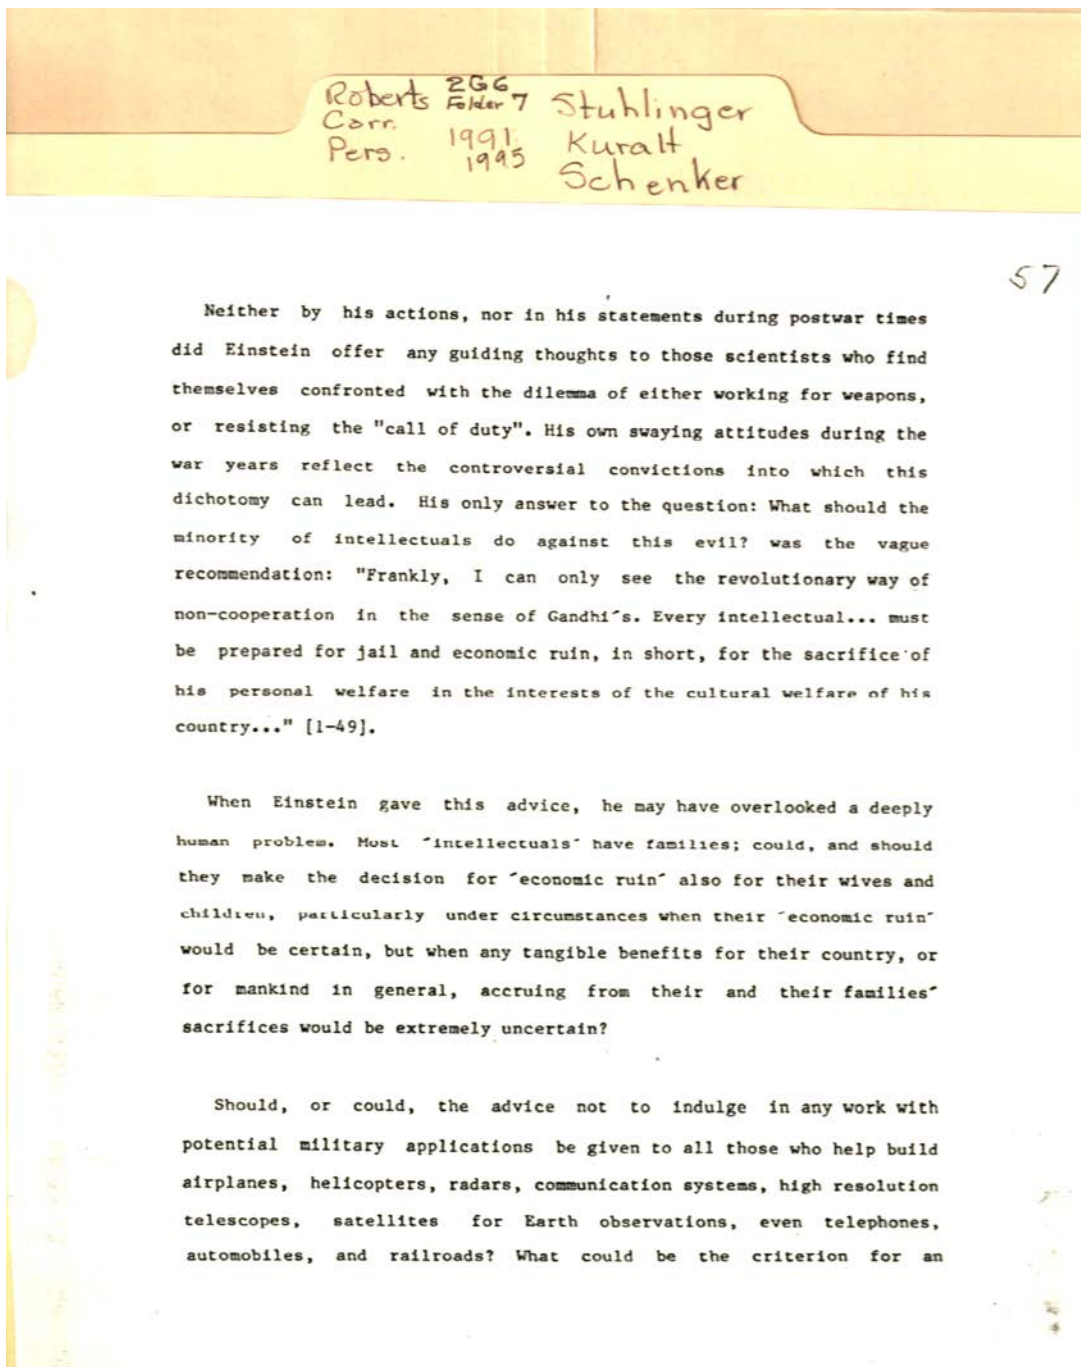 Roberts 2G6 Stuhlinger
Folder 7
Corr. 1991 Kuralt
Pers. 1995 Schenker
57
Neither by his actions, nor in his statements during postwar times
did Einstein offer any guiding thoughts to those scientists who find
themselves confronted with the dilemma of either working for weapons,
or resisting the "call of duty". His own swaying attitudes during the
war years reflect the controversial convictions into which this
dichotomy can lead. His only answer to the question: What should the
minority of intellectuals do against this evil? was the vague
recommendation: "Frankly, I can only see the revolutionary way of
non-cooperation in the sense of Gandhi´s. Every intellectual... must
be prepared for jail and economic ruin, in short, for the sacrifice of
his personal welfare in the interests of the cultural welfare of his
country..." [1-49].
When Einstein gave this advice, he may have overlooked a deeply
human problem. Most ´intellectuals´ have families; could, and should
they make the decision for ´economic ruin´ also for their wives and
children, particularly under circumstances when their ´economic ruin´
would be certain, but when any tangible benefits for their country, or
for mankind in general, accruing from their and their families´
sacrifices would be extremely uncertain?
Should, or could, the advice not to indulge in any work with
potential military applications be given to all those who help build
airplanes, helicopters, radars, communication systems, high resolution
telescopes, satellites for Earth observations, even telephones,
automobiles, and railroads? What could be the criterion for an